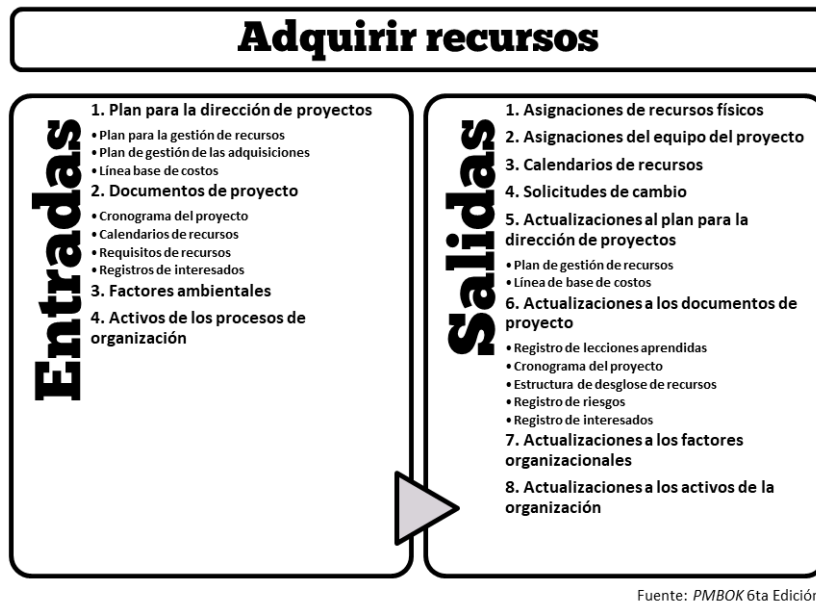 Adquirir recursos
Entradas
1. Plan para la dirección de proyectos
• Plan para la gestión de recursos
• Plan de gestión de las adquisiciones
• Línea base de costos
2. Documentos de proyecto
• Cronograma del proyecto
• Calendarios de recursos
• Requisitos de recursos
• Registros de interesados
3. Factores ambientales
4. Activos de los procesos de
organización
Salidas
1. Asignaciones de recursos físicos
2. Asignaciones del equipo del proyecto
3. Calendarios de recursos
4. Solicitudes de cambio
5. Actualizaciones al plan para la
dirección de proyectos
• Plan de gestión de recursos
• Línea de base de costos
6. Actualizaciones a los documentos de
proyecto
• Registro de lecciones aprendidas
• Cronograma del proyecto
• Estructura de desglose de recursos
• Registro de riesgos
• Registro de interesados
7. Actualizaciones a los factores
organizacionales
8. Actualizaciones a los activos de la
organización
Fuente: PMBOK 6ta Edición